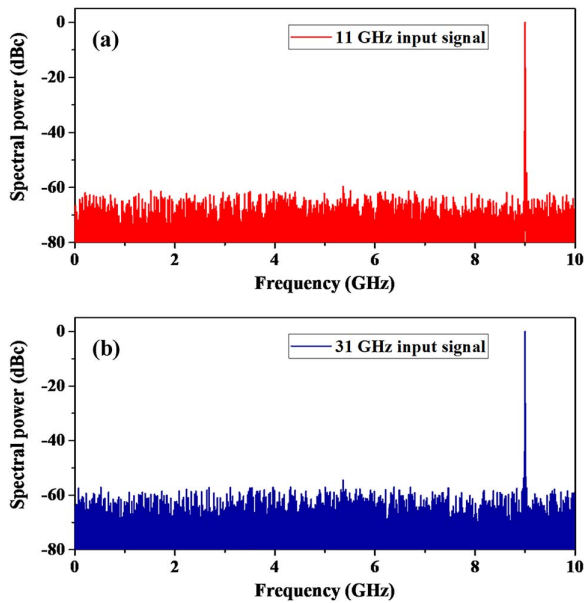 (a)
11 GHz input signal
Spectral power (dBc)
0
-20
-40
-60
-80
0 2 4 6 8 10
Frequency (GHz)
(b)
31 GHz input signal
Spectral power (dBc)
0
-20
-40
-60
-80
0 2 4 6 8 10
Frequency (GHz)